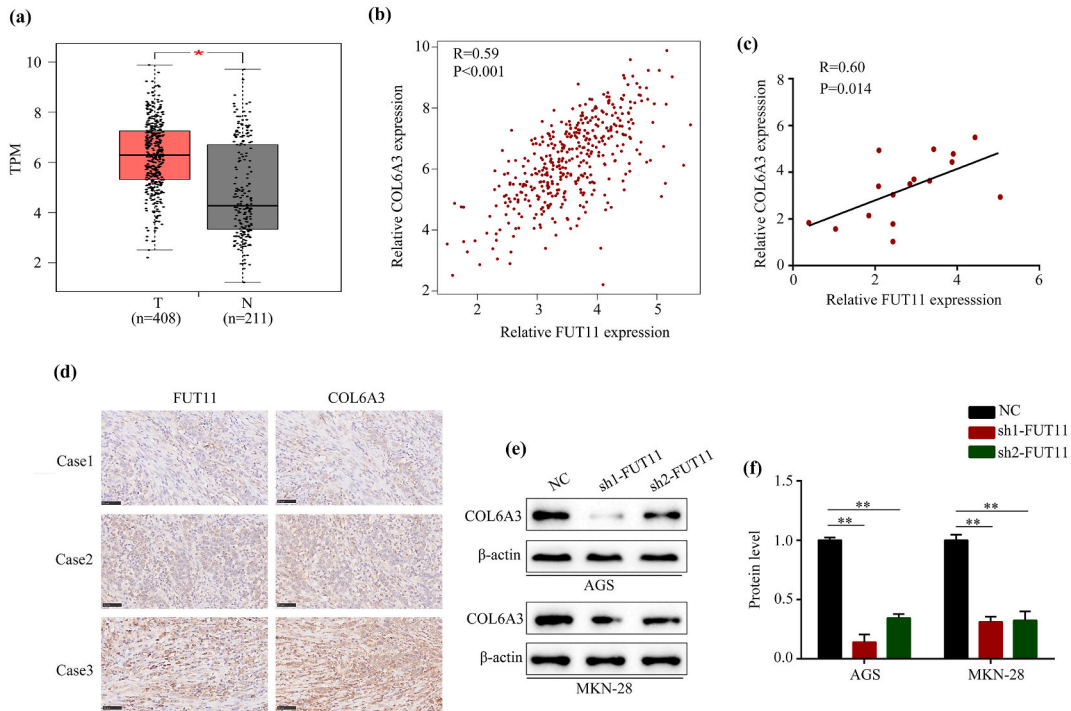 (a)
*
10
8
6
4
2
TPM
T
(n=408)
N
(n=211)
(b)
R=0.59
P<0.001
10
8
6
4
2
Relative COL6A3 expression
2
3
4
5
Relative FUT11 expression
(c)
R=0.60
P=0.014
8
6
4
2
0
Relative COL6A3 expresssion
0
2
4
6
Relative FUT11 expresssion
(d)
FUT11
COL6A3
Case1
Case2
Case3
(e)
NC
sh1-FUT11
sh2-FUT11
COL6A3
β-actin
AGS
COL6A3
β-actin
MKN-28
(f)
NC
sh1-FUT11
sh2-FUT11
1.5
1.0
0.5
0.0
Protein level
**
**
**
**
AGS
MKN-28